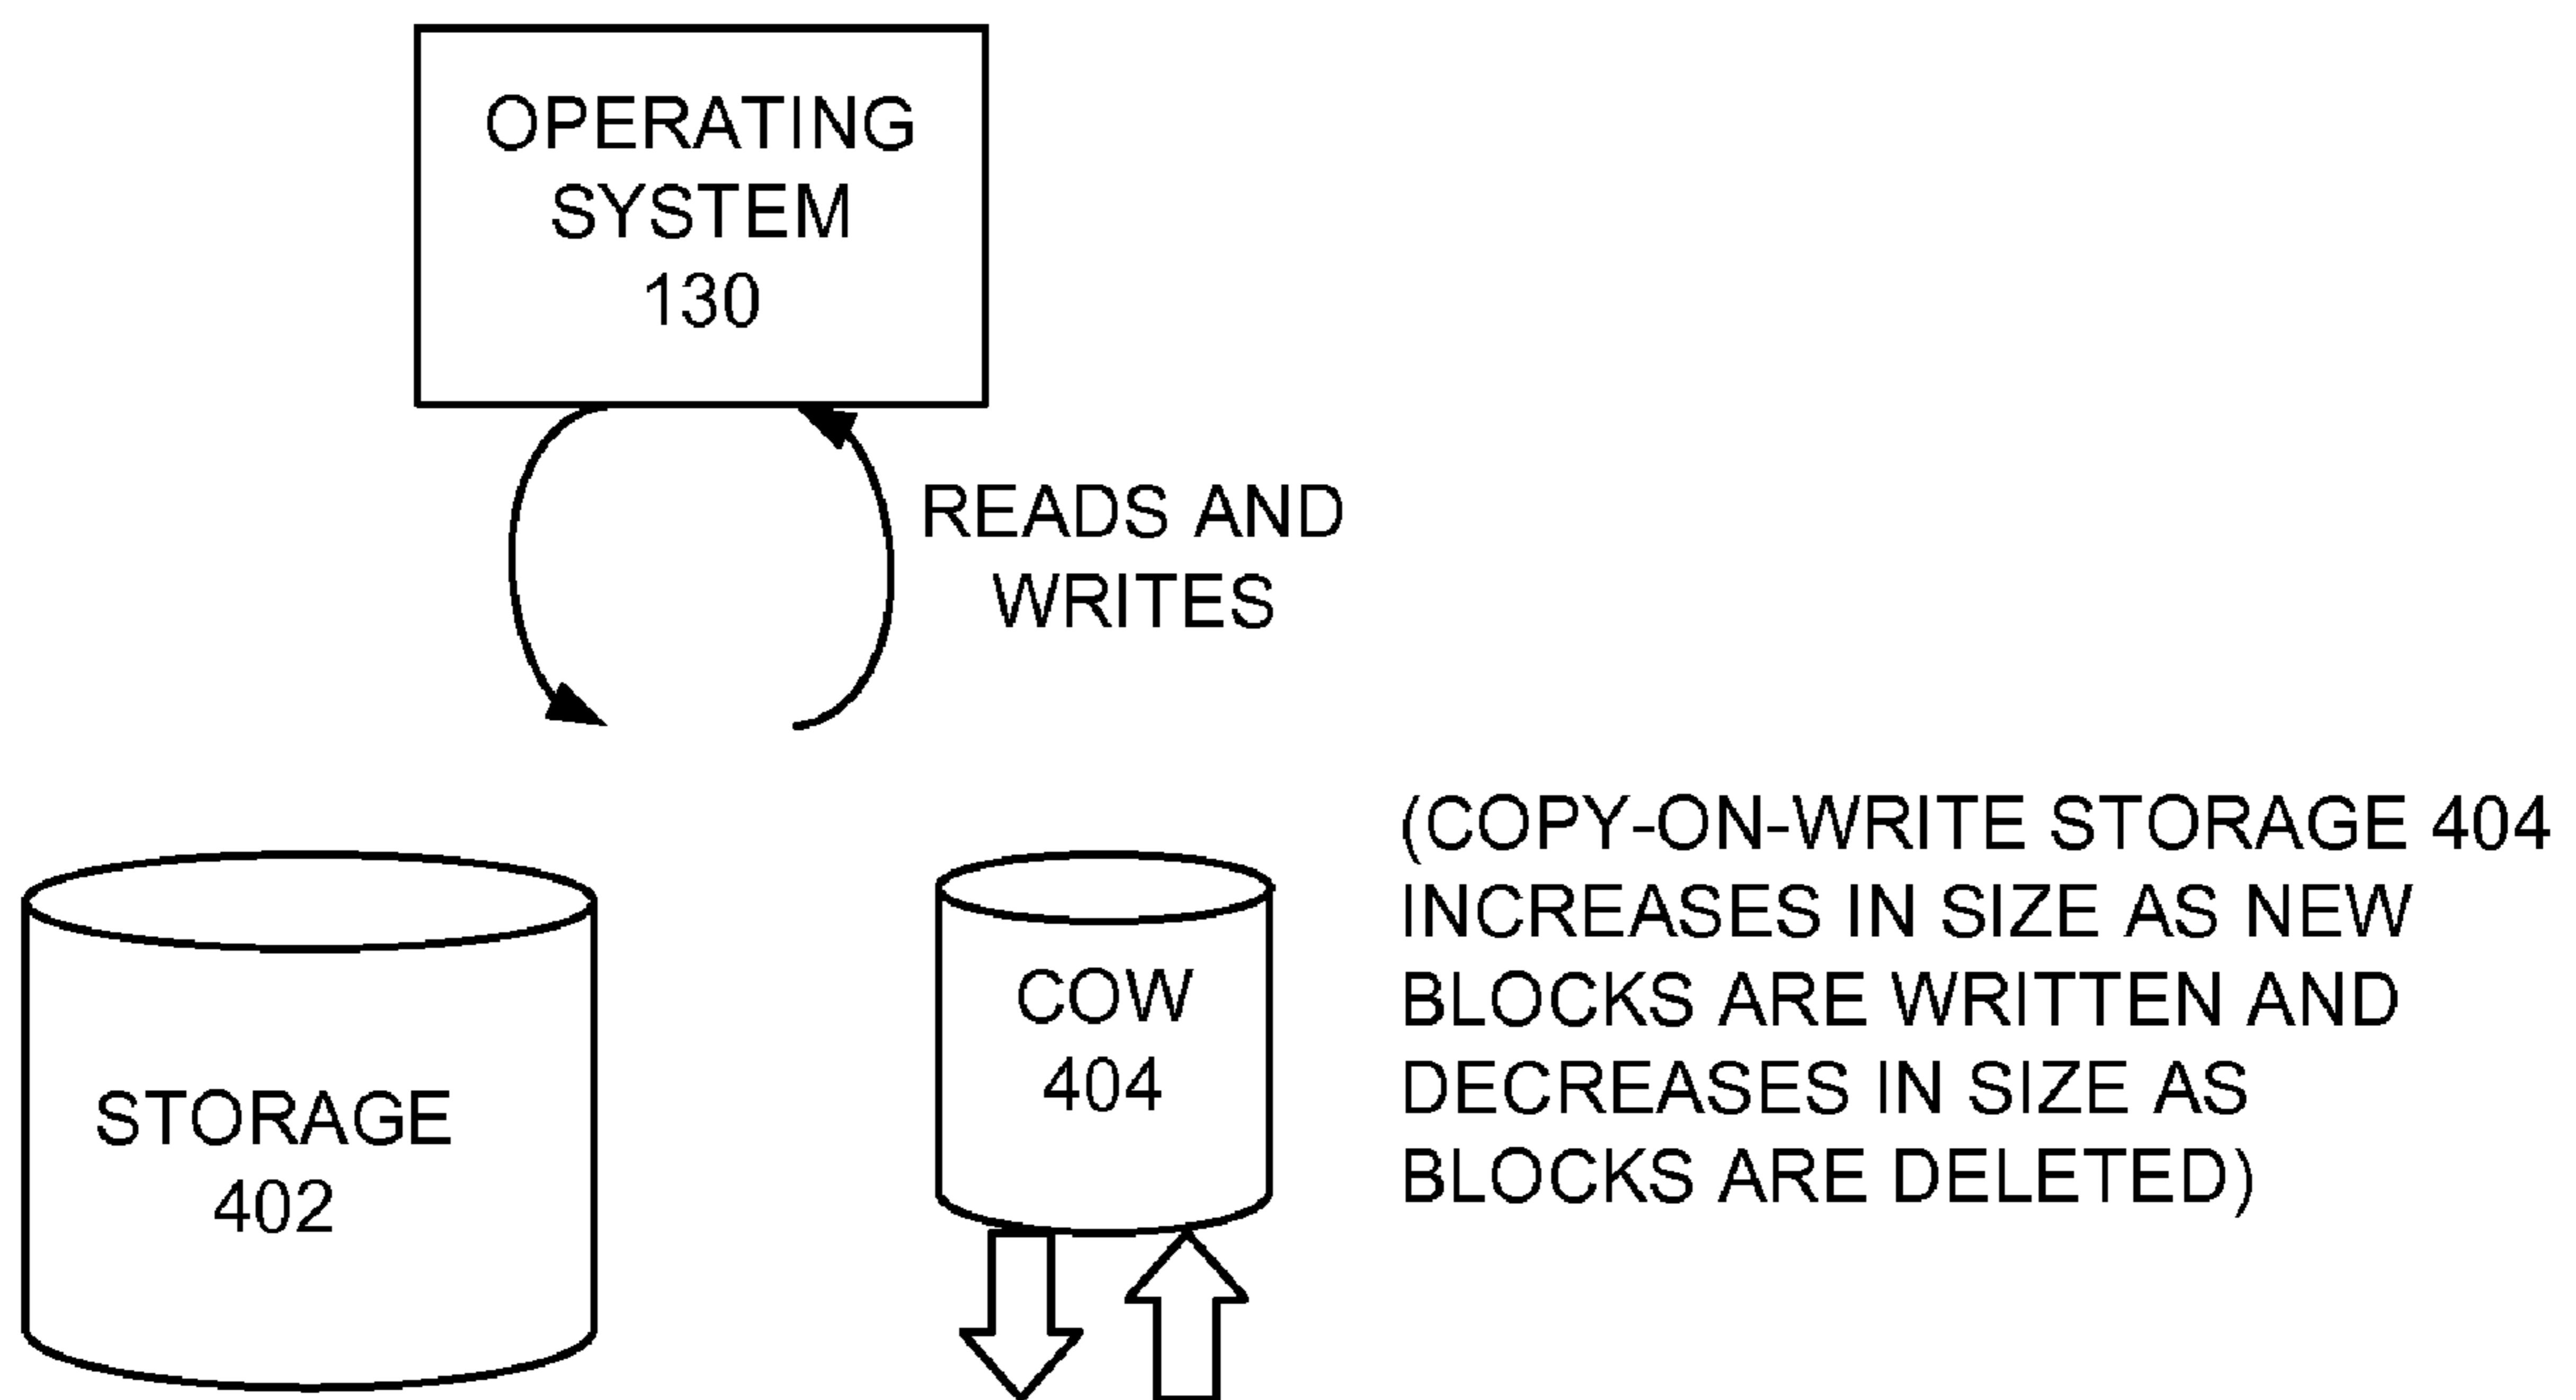 OPERATING
SYSTEM
130
READS AND
WRITES
STORAGE
402
COW
404
(COPY-ON-WRITE STORAGE 404
INCREASES IN SIZE AS NEW
BLOCKS ARE WRITTEN AND
DECREASES IN SIZE AS
BLOCKS ARE DELETED)